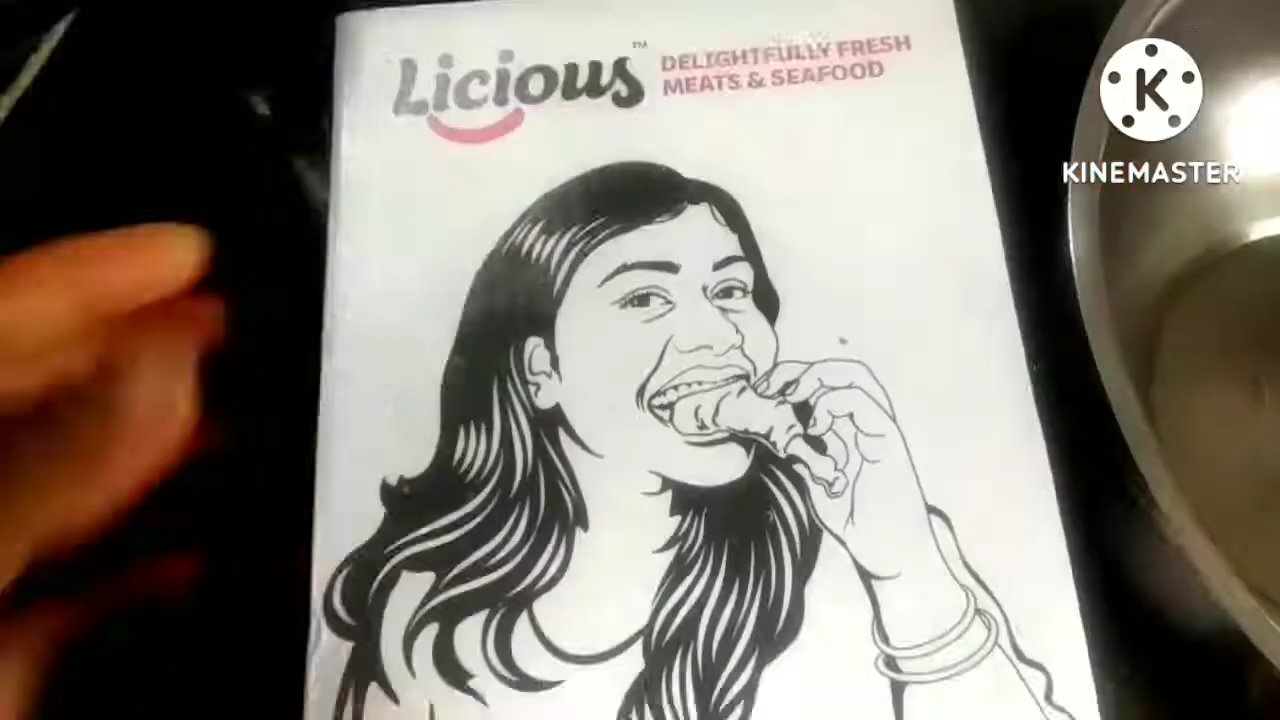 Licious™
DELIGHTFULLY FRESH
MEATS & SEAFOOD
K
KINEMASTER